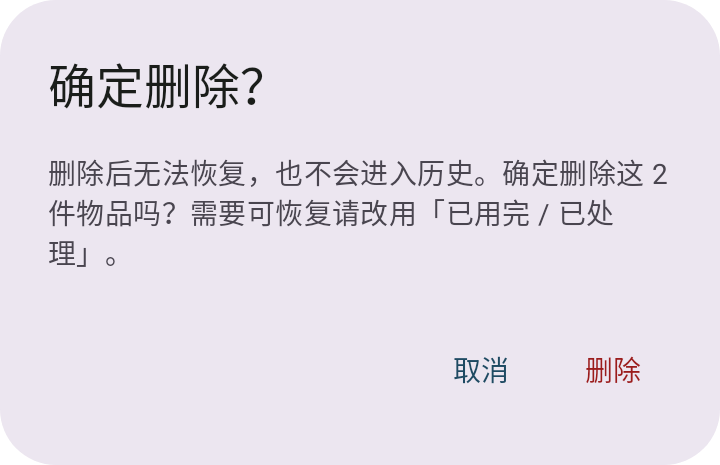 确定删除？
删除后无法恢复，也不会进入历史。确定删除这 2
件物品吗？需要可恢复请改用「已用完 / 已处
理」。
取消
删除